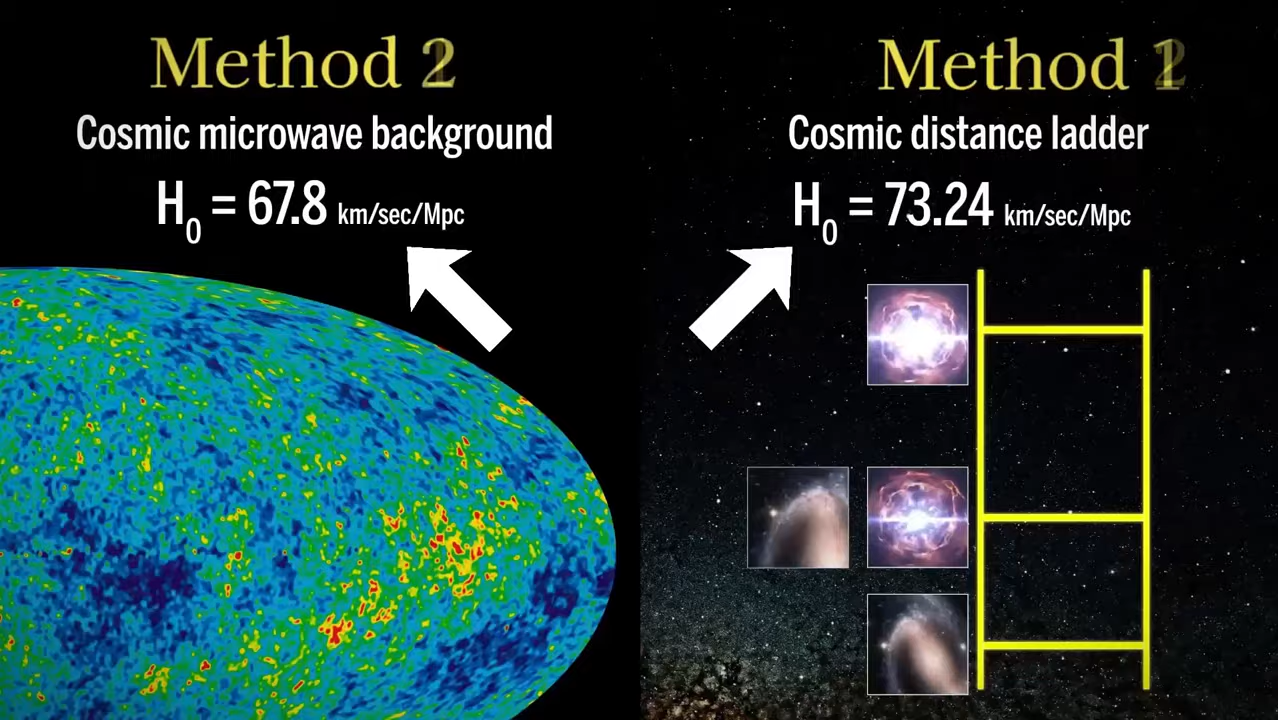 Method 2
Cosmic microwave background
H₀ = 67.8 km/sec/Mpc
Method
Cosmic distance ladder
H₀ = 73.24 km/sec/Mpc